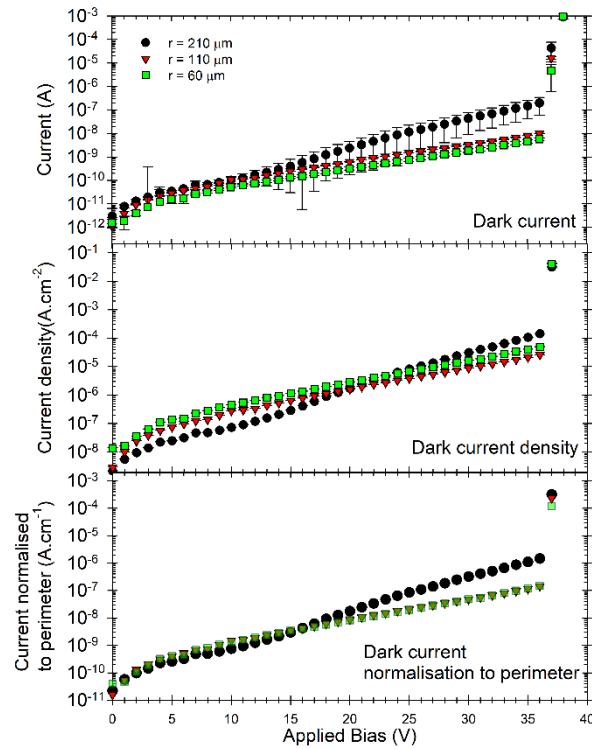 10⁻³
10⁻⁴
10⁻⁵
10⁻⁶
10⁻⁷
10⁻⁸
10⁻⁹
10⁻¹⁰
10⁻¹¹
10⁻¹²
Current (A)
r = 210 μm
r = 110 μm
r = 60 μm
Dark current
10⁻¹
10⁻²
10⁻³
10⁻⁴
10⁻⁵
10⁻⁶
10⁻⁷
10⁻⁸
Current density(A.cm⁻²)
Dark current density
10⁻³
10⁻⁴
10⁻⁵
10⁻⁶
10⁻⁷
10⁻⁸
10⁻⁹
10⁻¹⁰
10⁻¹¹
Current normalised
to perimeter (A.cm⁻¹)
Dark current
normalisation to perimeter
0 5 10 15 20 25 30 35 40
Applied Bias (V)